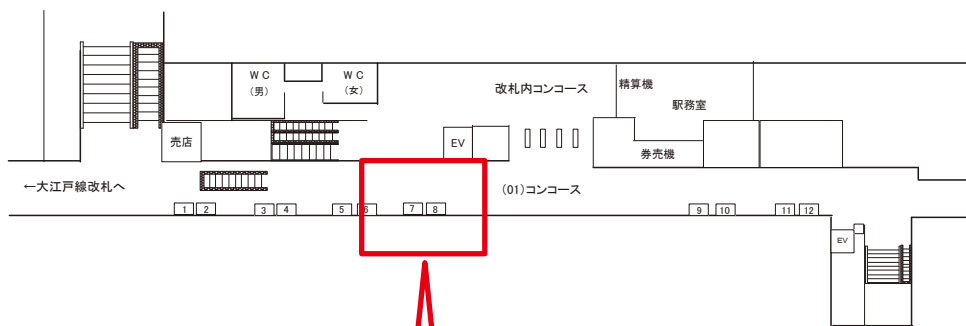 ＷＣ
（男）
ＷＣ
（女）
改札内コンコース
精算機
駅務室
売店
EV
券売機
←大江戸線改札へ
(01)コンコース
1 2 3 4 5 6 7 8 9 10 11 12
EV